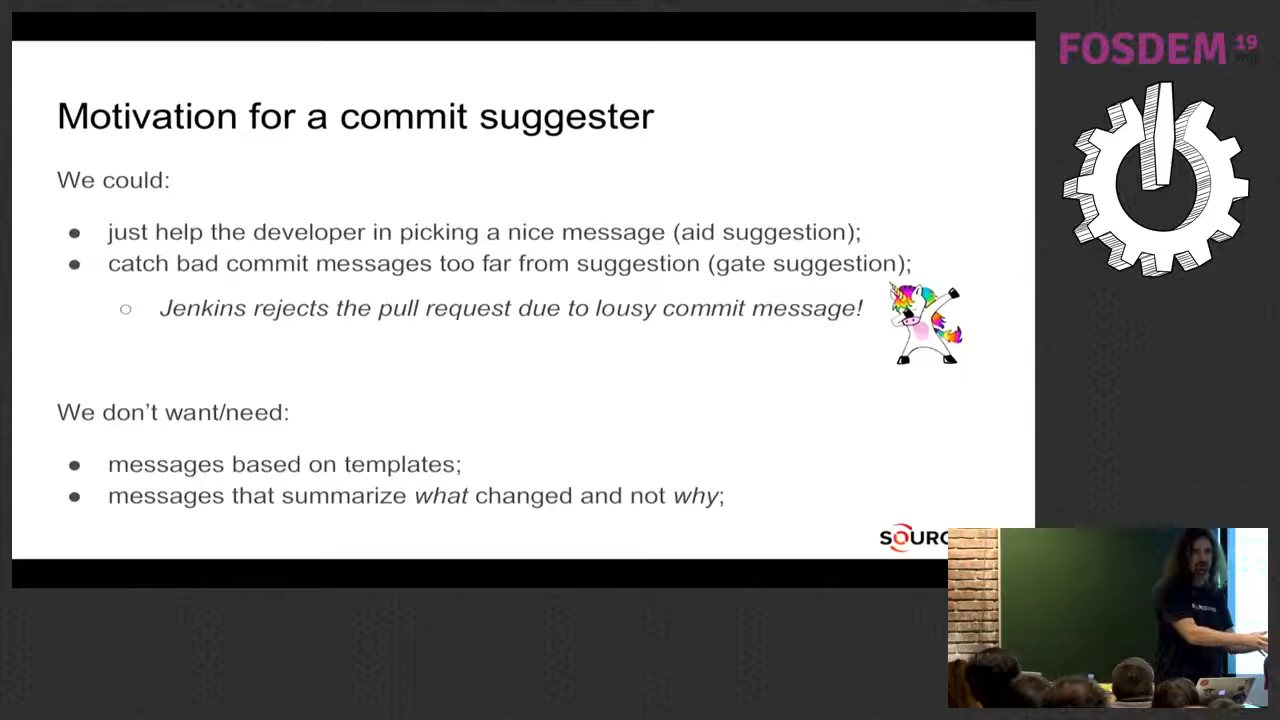 FOSDEM 19
Motivation for a commit suggester
We could:
● just help the developer in picking a nice message (aid suggestion);
● catch bad commit messages too far from suggestion (gate suggestion);
○ Jenkins rejects the pull request due to lousy commit message!
We don't want/need:
● messages based on templates;
● messages that summarize what changed and not why;
SOURC